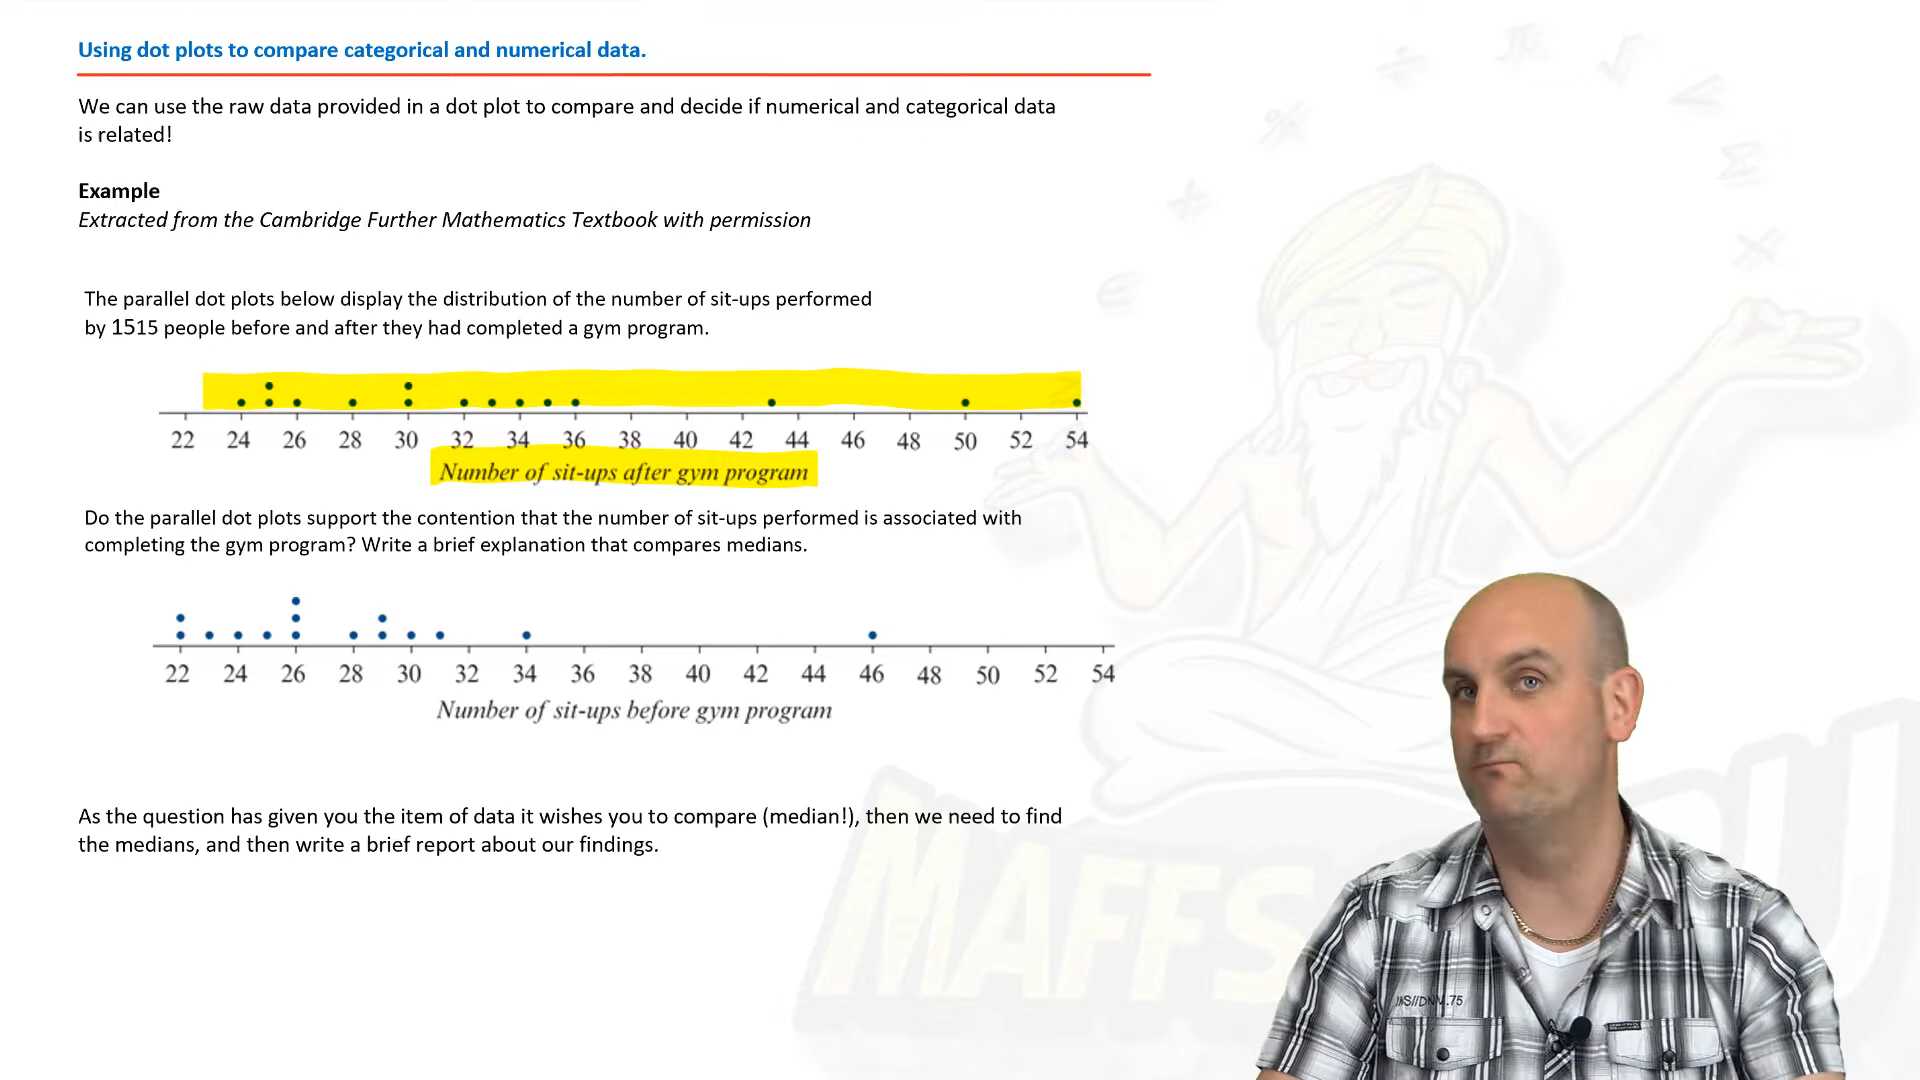 Using dot plots to compare categorical and numerical data.
We can use the raw data provided in a dot plot to compare and decide if numerical and categorical data
is related!
Example
Extracted from the Cambridge Further Mathematics Textbook with permission
The parallel dot plots below display the distribution of the number of sit-ups performed
by 1515 people before and after they had completed a gym program.
22 24 26 28 30 32 34 36 38 40 42 44 46 48 50 52 54
Number of sit-ups after gym program
Do the parallel dot plots support the contention that the number of sit-ups performed is associated with
completing the gym program? Write a brief explanation that compares medians.
22 24 26 28 30 32 34 36 38 40 42 44 46 48 50 52 54
Number of sit-ups before gym program
As the question has given you the item of data it wishes you to compare (median!), then we need to find
the medians, and then write a brief report about our findings.
MAFFS